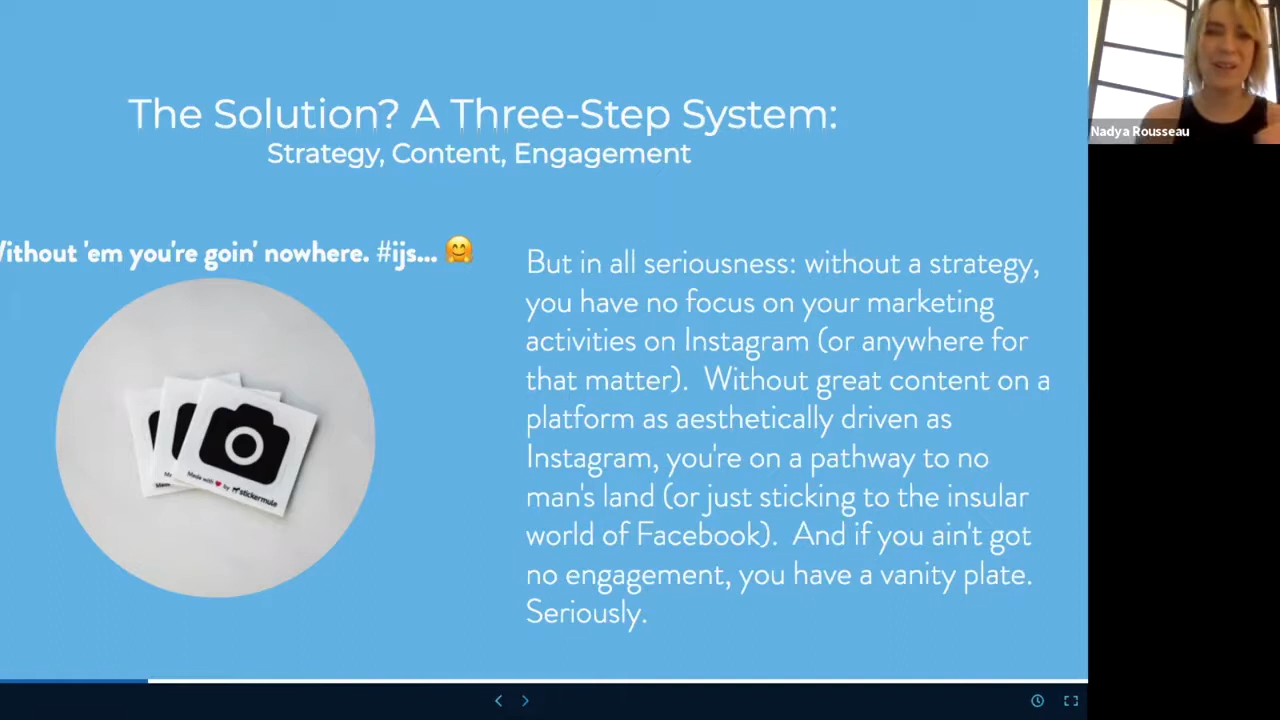 The Solution? A Three-Step System:
Strategy, Content, Engagement
'em you're goin' nowhere. #ijs... 🤗
But in all seriousness: without a strategy,
you have no focus on your marketing
activities on Instagram (or anywhere for
that matter).  Without great content on a
platform as aesthetically driven as
Instagram, you're on a pathway to no
man's land (or just sticking to the insular
world of Facebook).  And if you ain't got
no engagement, you have a vanity plate.
Seriously.
Made with ❤ by stickermule
Nadya Rousseau